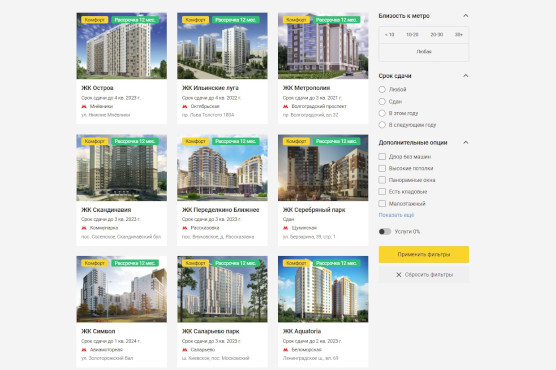 Комфорт Рассрочка 12 мес.
ЖК Остров
Срок сдачи до 4 кв. 2023 г.
Мнёвники
ул. Нижние Мнёвники
Комфорт Рассрочка 12 мес.
ЖК Ильинские луга
Срок сдачи до 4 кв. 2022 г.
Октябрьская
пр. Льва Толстого 100А
Комфорт Рассрочка 12 мес.
ЖК Метрополия
Срок сдачи до 3 кв. 2021 г.
Волгоградский проспект
пр. Волгоградский, вл.32
Комфорт Рассрочка 12 мес.
ЖК Скандинавия
Срок сдачи до 3 кв. 2023 г.
Коммунарка
пос. Сосенское, Скандинавский бул.
Комфорт Рассрочка 12 мес.
ЖК Переделкино Ближнее
Срок сдачи до 3 кв. 2023 г.
Рассказовка
пос. Внуковское, д. Рассказовка
Комфорт Рассрочка 12 мес.
ЖК Серебряный парк
Сдан
Щукинская
ул. Берзарина, 39, стр. 1
Комфорт Рассрочка 12 мес.
ЖК Символ
Срок сдачи до 1 кв. 2024 г.
Авиамоторная
ул. Золоторожский Вал
Комфорт Рассрочка 12 мес.
ЖК Саларьево парк
Срок сдачи до 3 кв. 2023 г.
Саларьево
ш. Киевское, пос. Московский
Комфорт Рассрочка 12 мес.
ЖК Aquatoria
Срок сдачи до 2 кв. 2023 г.
Беломорская
Ленинградское ш., вл. 69
Близость к метро
< 10 10-20 20-30 30+
Любая
Срок сдачи
Любой
Сдан
В этом году
В следующем году
Дополнительные опции
Двор без машин
Высокие потолки
Панорамные окна
Есть кладовые
Малоэтажный
Показать ещё
Услуги 0%
Применить фильтры
Сбросить фильтры